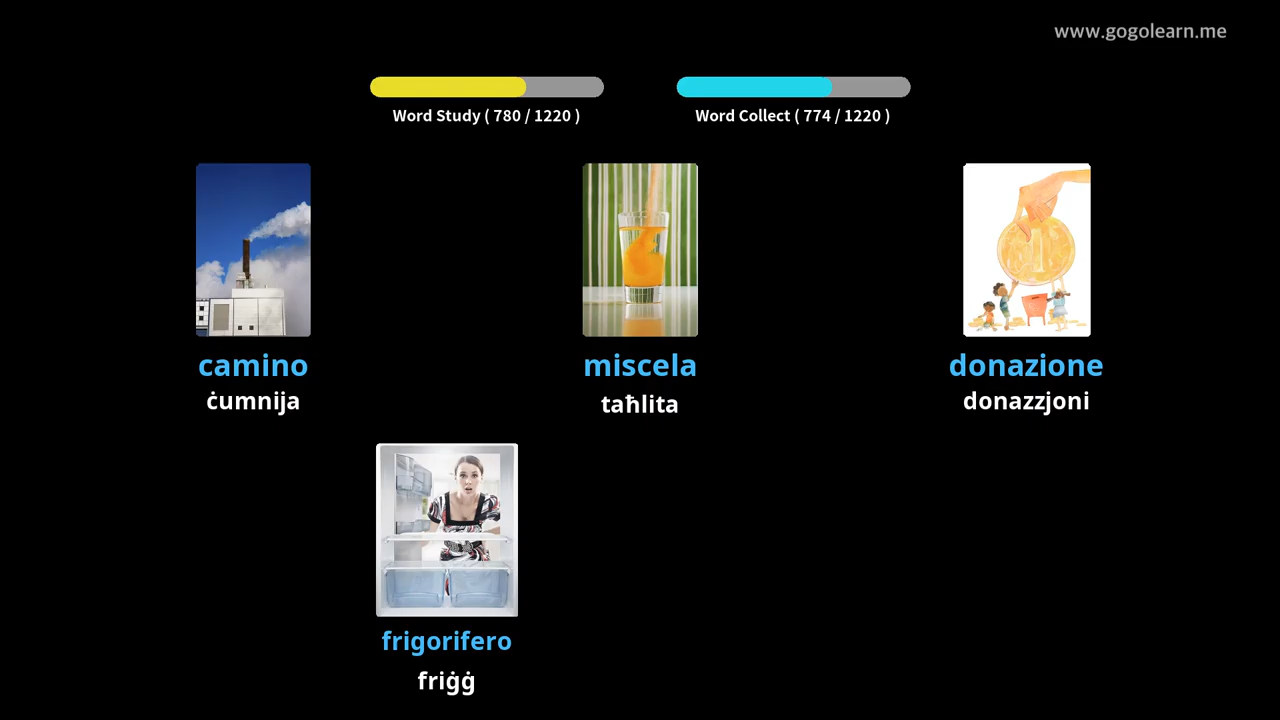 www.gogolearn.me
Word Study ( 780 / 1220 )
Word Collect ( 774 / 1220 )
camino
ċumnija
miscela
taħlita
donazione
donazzjoni
frigorifero
friġġ